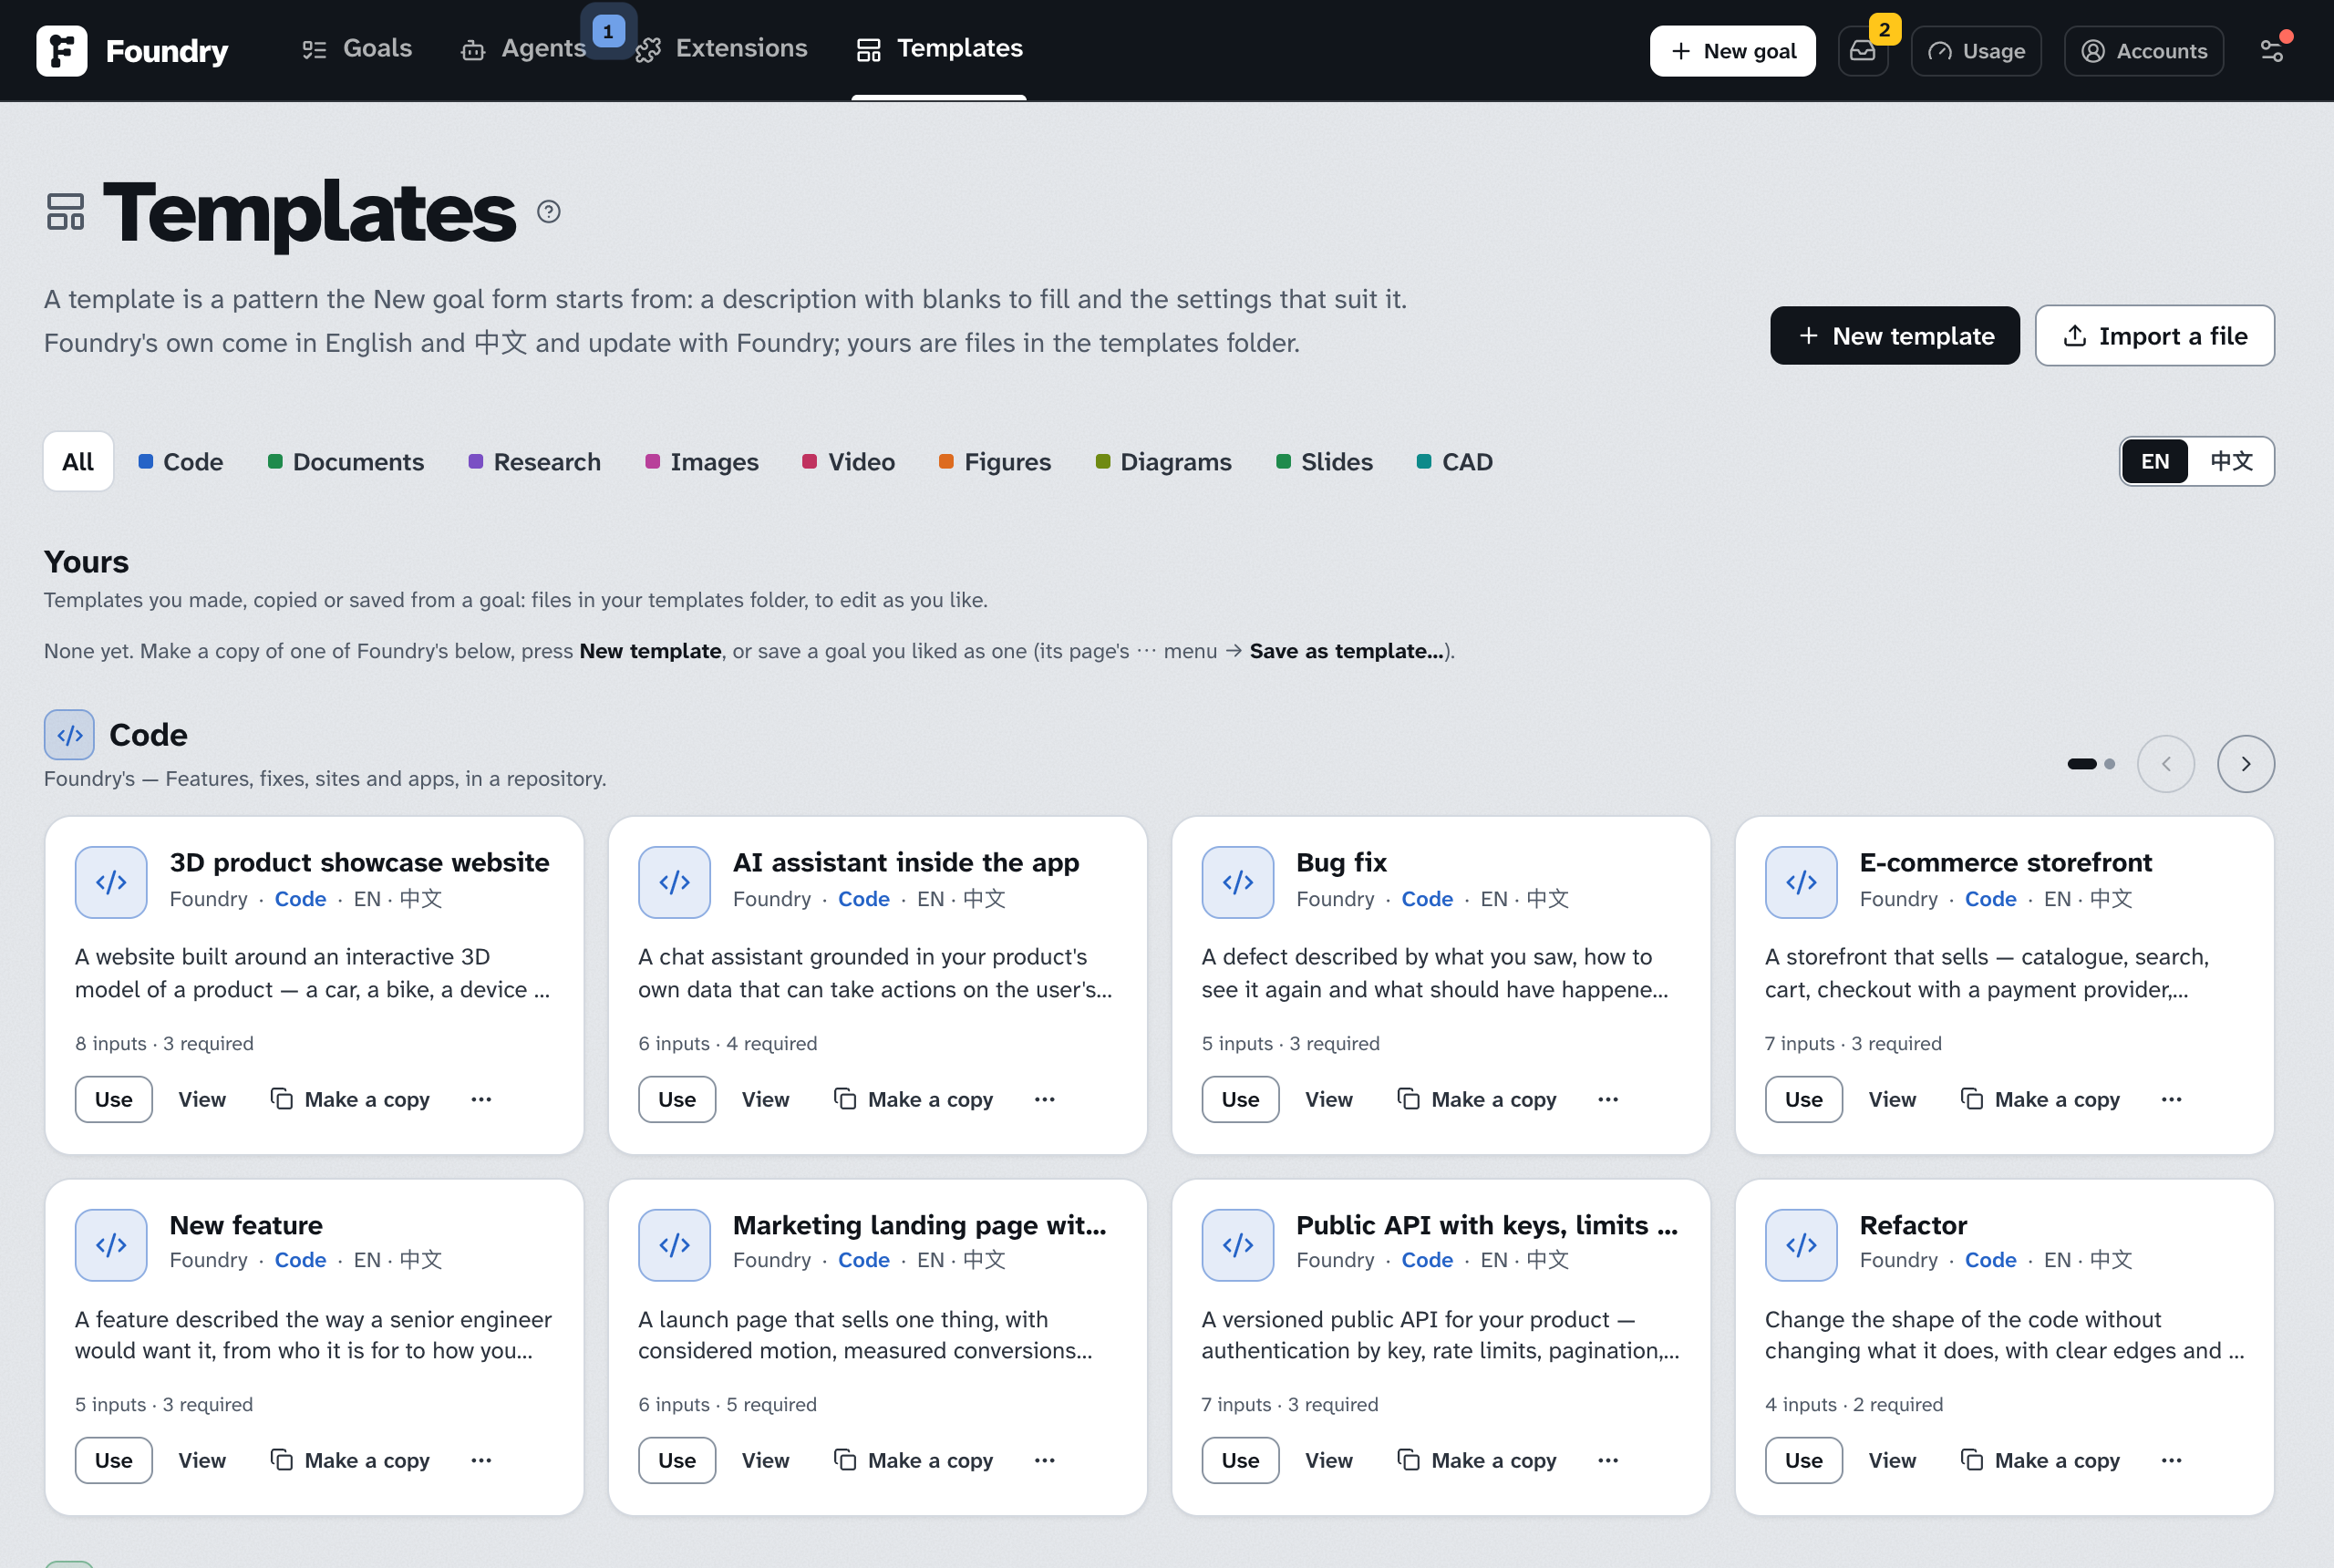 Foundry
Goals
Agents
1
Extensions
Templates
New goal
2
Usage
Accounts
Templates
A template is a pattern the New goal form starts from: a description with blanks to fill and the settings that suit it.
Foundry's own come in English and 中文 and update with Foundry; yours are files in the templates folder.
New template
Import a file
All
Code
Documents
Research
Images
Video
Figures
Diagrams
Slides
CAD
EN
中文
Yours
Templates you made, copied or saved from a goal: files in your templates folder, to edit as you like.
None yet. Make a copy of one of Foundry's below, press New template, or save a goal you liked as one (its page's ··· menu → Save as template...).
Code
Foundry's — Features, fixes, sites and apps, in a repository.
3D product showcase website
Foundry · Code · EN · 中文
A website built around an interactive 3D
model of a product — a car, a bike, a device ...
8 inputs · 3 required
Use
View
Make a copy
AI assistant inside the app
Foundry · Code · EN · 中文
A chat assistant grounded in your product's
own data that can take actions on the user's...
6 inputs · 4 required
Use
View
Make a copy
Bug fix
Foundry · Code · EN · 中文
A defect described by what you saw, how to
see it again and what should have happene...
5 inputs · 3 required
Use
View
Make a copy
E-commerce storefront
Foundry · Code · EN · 中文
A storefront that sells — catalogue, search,
cart, checkout with a payment provider,...
7 inputs · 3 required
Use
View
Make a copy
New feature
Foundry · Code · EN · 中文
A feature described the way a senior engineer
would want it, from who it is for to how you...
5 inputs · 3 required
Use
View
Make a copy
Marketing landing page wit...
Foundry · Code · EN · 中文
A launch page that sells one thing, with
considered motion, measured conversions...
6 inputs · 5 required
Use
View
Make a copy
Public API with keys, limits ...
Foundry · Code · EN · 中文
A versioned public API for your product —
authentication by key, rate limits, pagination,...
7 inputs · 3 required
Use
View
Make a copy
Refactor
Foundry · Code · EN · 中文
Change the shape of the code without
changing what it does, with clear edges and ...
4 inputs · 2 required
Use
View
Make a copy